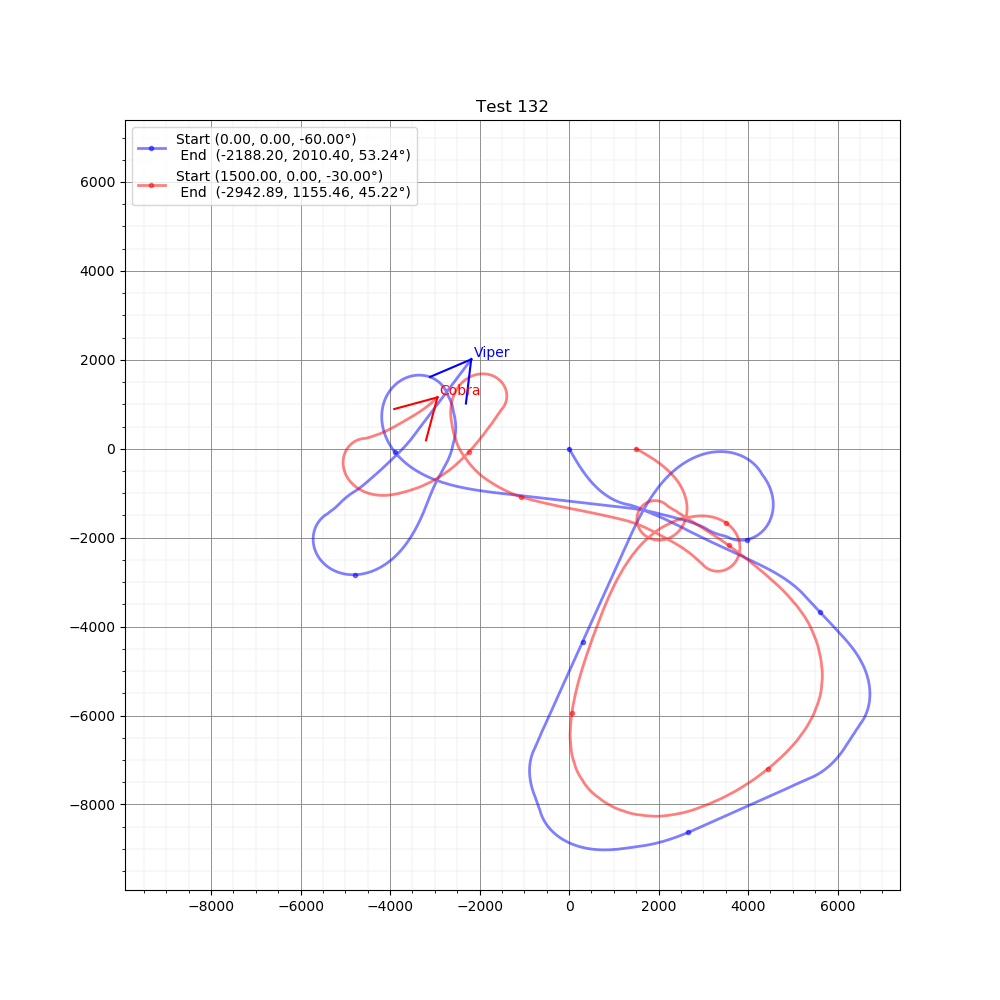 Test 132
Start (0.00, 0.00, -60.00°)
End (-2188.20, 2010.40, 53.24°)
Start (1500.00, 0.00, -30.00°)
End (-2942.89, 1155.46, 45.22°)
6000
4000
2000
0
−2000
−4000
−6000
−8000
Viper
Cobra
−8000 −6000 −4000 −2000 0 2000 4000 6000